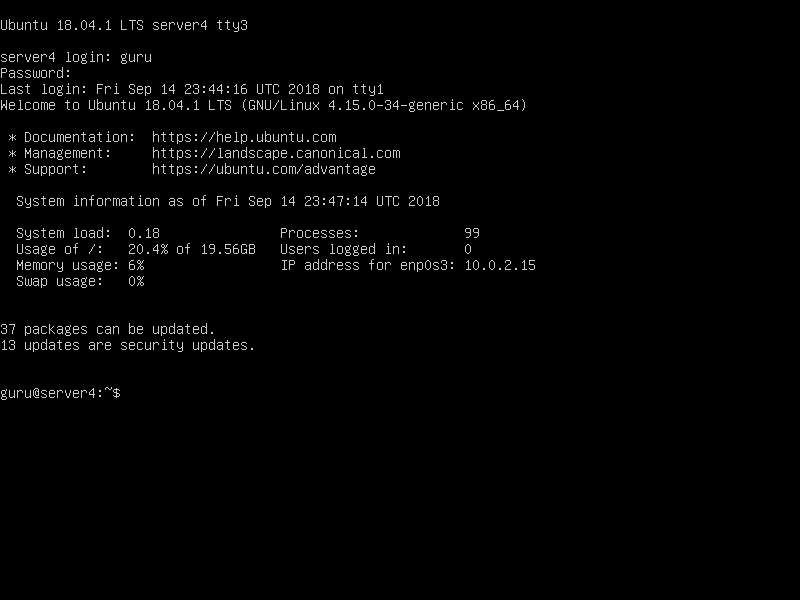 Ubuntu 18.04.1 LTS server4 tty3
server4 login: guru
Password:
Last login: Fri Sep 14 23:44:16 UTC 2018 on tty1
Welcome to Ubuntu 18.04.1 LTS (GNU/Linux 4.15.0-34-generic x86_64)
* Documentation:  https://help.ubuntu.com
* Management:     https://landscape.canonical.com
* Support:        https://ubuntu.com/advantage
System information as of Fri Sep 14 23:47:14 UTC 2018
System load:  0.18               Processes:             99
Usage of /:   20.4% of 19.56GB   Users logged in:       0
Memory usage: 6%                 IP address for enp0s3: 10.0.2.15
Swap usage:   0%
37 packages can be updated.
13 updates are security updates.
guru@server4:~$